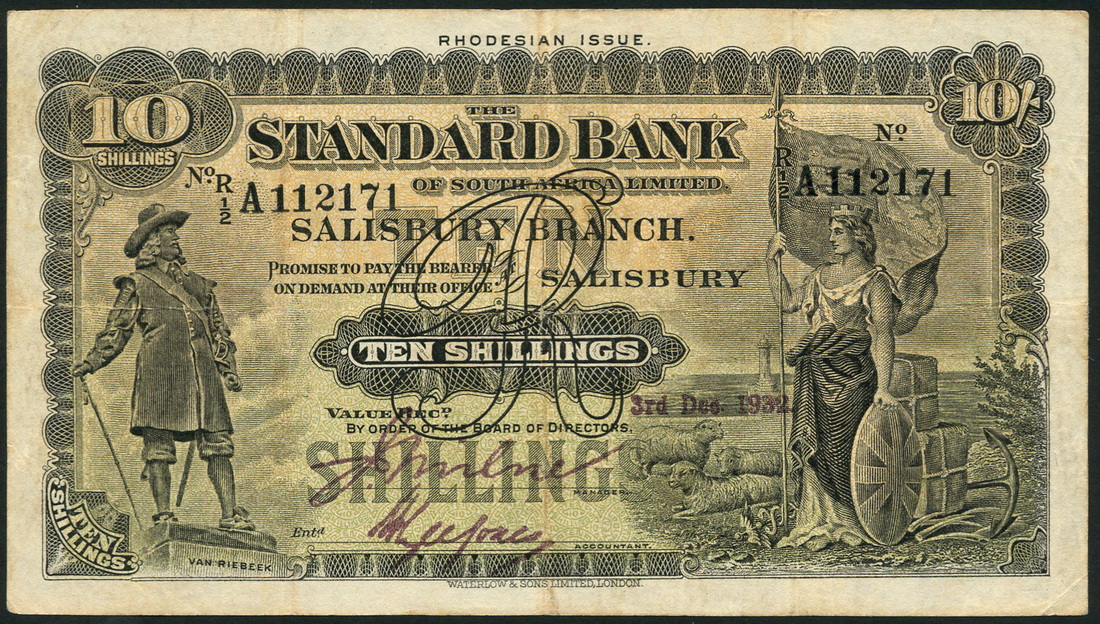 RHODESIAN ISSUE.
10
SHILLINGS
THE
STANDARD BANK
OF SOUTH AFRICA LIMITED.
10/-
No.
R 1/2 A112171
No. R 1/2 A112171
SALISBURY BRANCH.
TEN
PROMISE TO PAY THE BEARER
ON DEMAND AT THEIR OFFICE
SALISBURY
TEN SHILLINGS
R
VALUE RECD.
3rd Dec. 1932.
BY ORDER OF THE BOARD OF DIRECTORS.
SHILLINGS
MANAGER.
Entd.
ACCOUNTANT.
TEN
SHILLINGS
VAN RIEBEEK
WATERLOW & SONS LIMITED, LONDON.